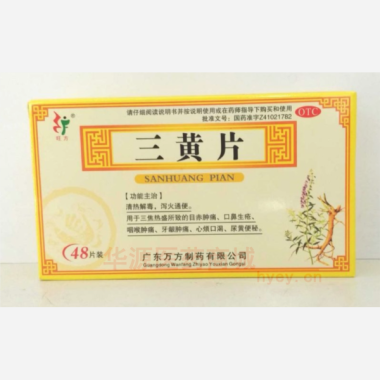 请仔细阅读说明书并按说明使用或在药师指导下购买和使用
批准文号：国药准字Z41021782
OTC
三黄片
SANHUANG PIAN
【功能主治】
清热解毒、泻火通便。
用于三焦热盛所致的目赤肿痛、口鼻生疮、
咽喉肿痛、牙龈肿痛、心烦口渴、尿黄便秘。
48片装
广东万方制药有限公司
Guangdong Wanfang Zhiyao Youxian Gongsi